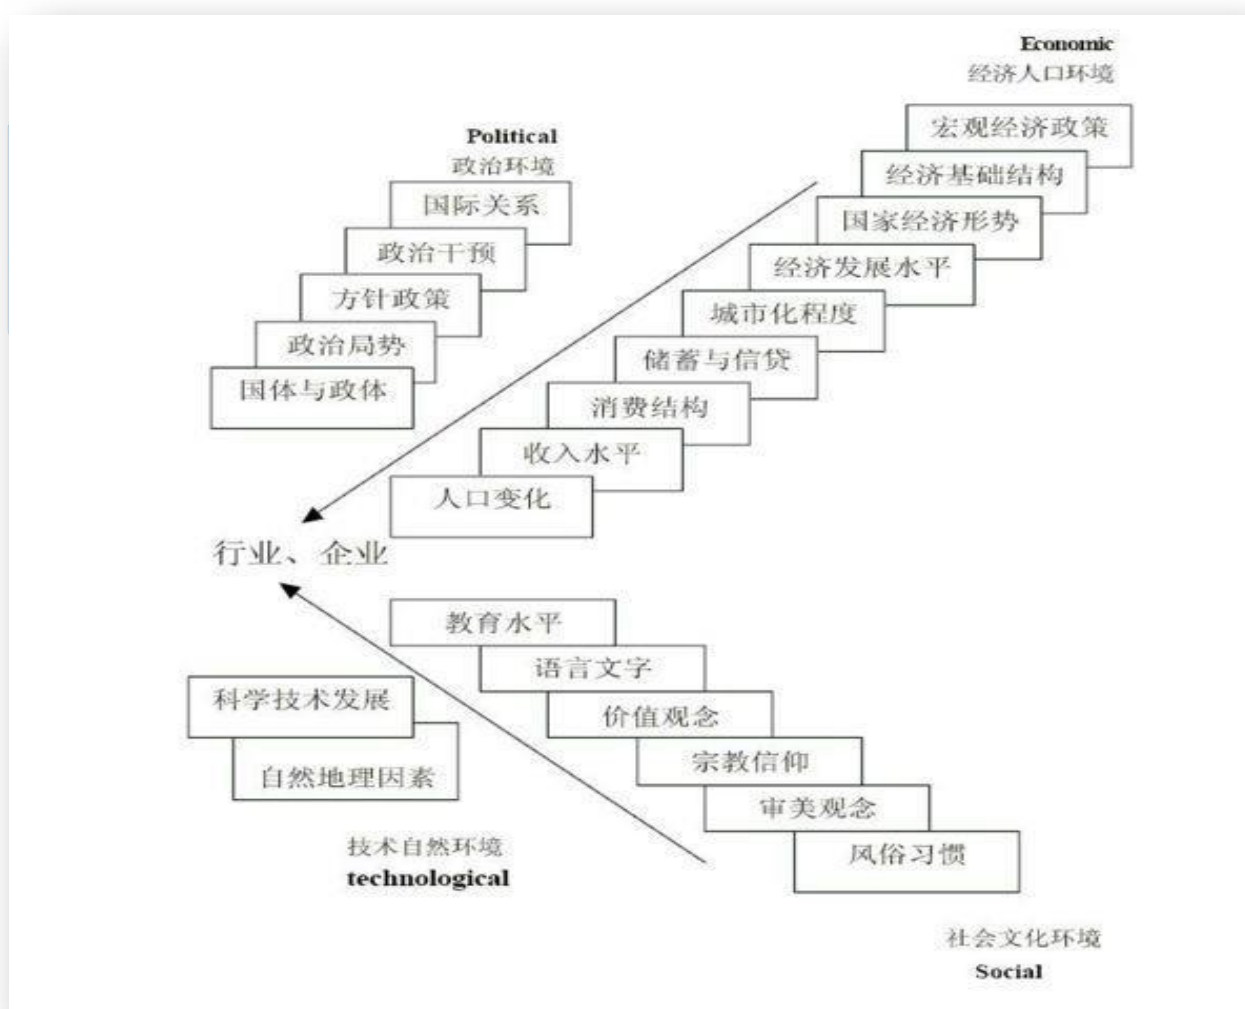 Political
政治环境
国际关系
政治干预
方针政策
政治局势
国体与政体
Economic
经济人口环境
宏观经济政策
经济基础结构
国家经济形势
经济发展水平
城市化程度
储蓄与信贷
消费结构
收入水平
人口变化
行业、企业
科学技术发展
自然地理因素
技术自然环境
technological
教育水平
语言文字
价值观念
宗教信仰
审美观念
风俗习惯
社会文化环境
Social